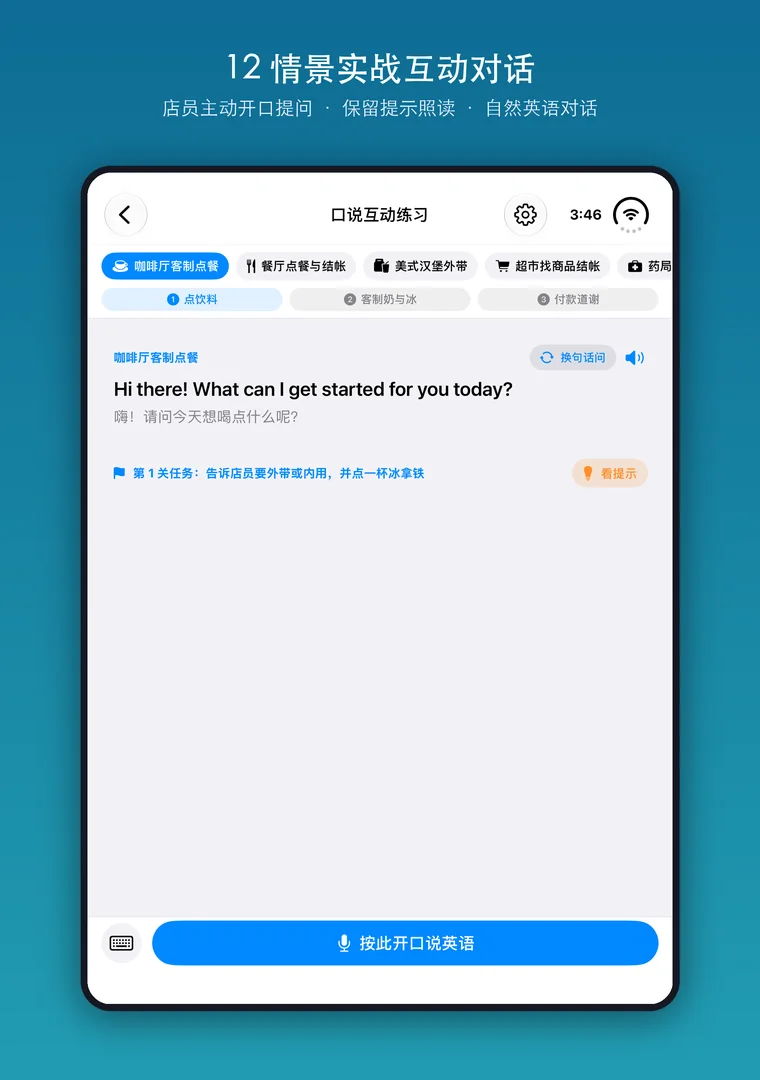 12 情景实战互动对话
店员主动开口提问 · 保留提示照读 · 自然英语对话
口说互动练习
3:46
咖啡厅客制点餐
餐厅点餐与结帐
美式汉堡外带
超市找商品结帐
药局
1 点饮料
2 客制奶与冰
3 付款道谢
咖啡厅客制点餐
换句话问
Hi there! What can I get started for you today?
嗨！请问今天想喝点什么呢？
第 1 关任务：告诉店员要外带或内用，并点一杯冰拿铁
看提示
按此开口说英语